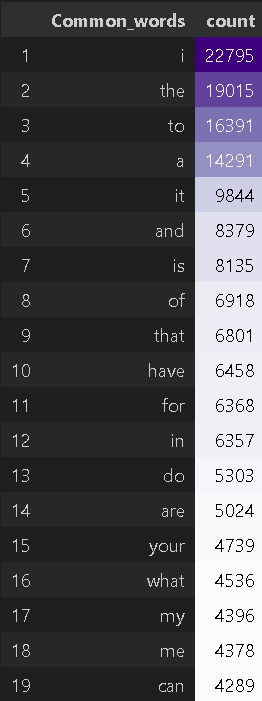 Common_words count
1 i 22795
2 the 19015
3 to 16391
4 a 14291
5 it 9844
6 and 8379
7 is 8135
8 of 6918
9 that 6801
10 have 6458
11 for 6368
12 in 6357
13 do 5303
14 are 5024
15 your 4739
16 what 4536
17 my 4396
18 me 4378
19 can 4289